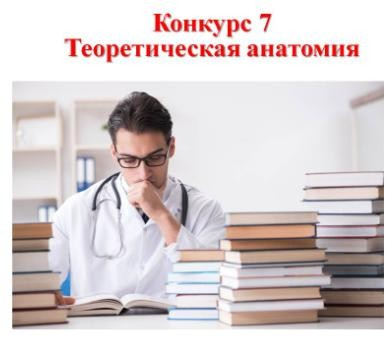 Конкурс 7
Теоретическая анатомия